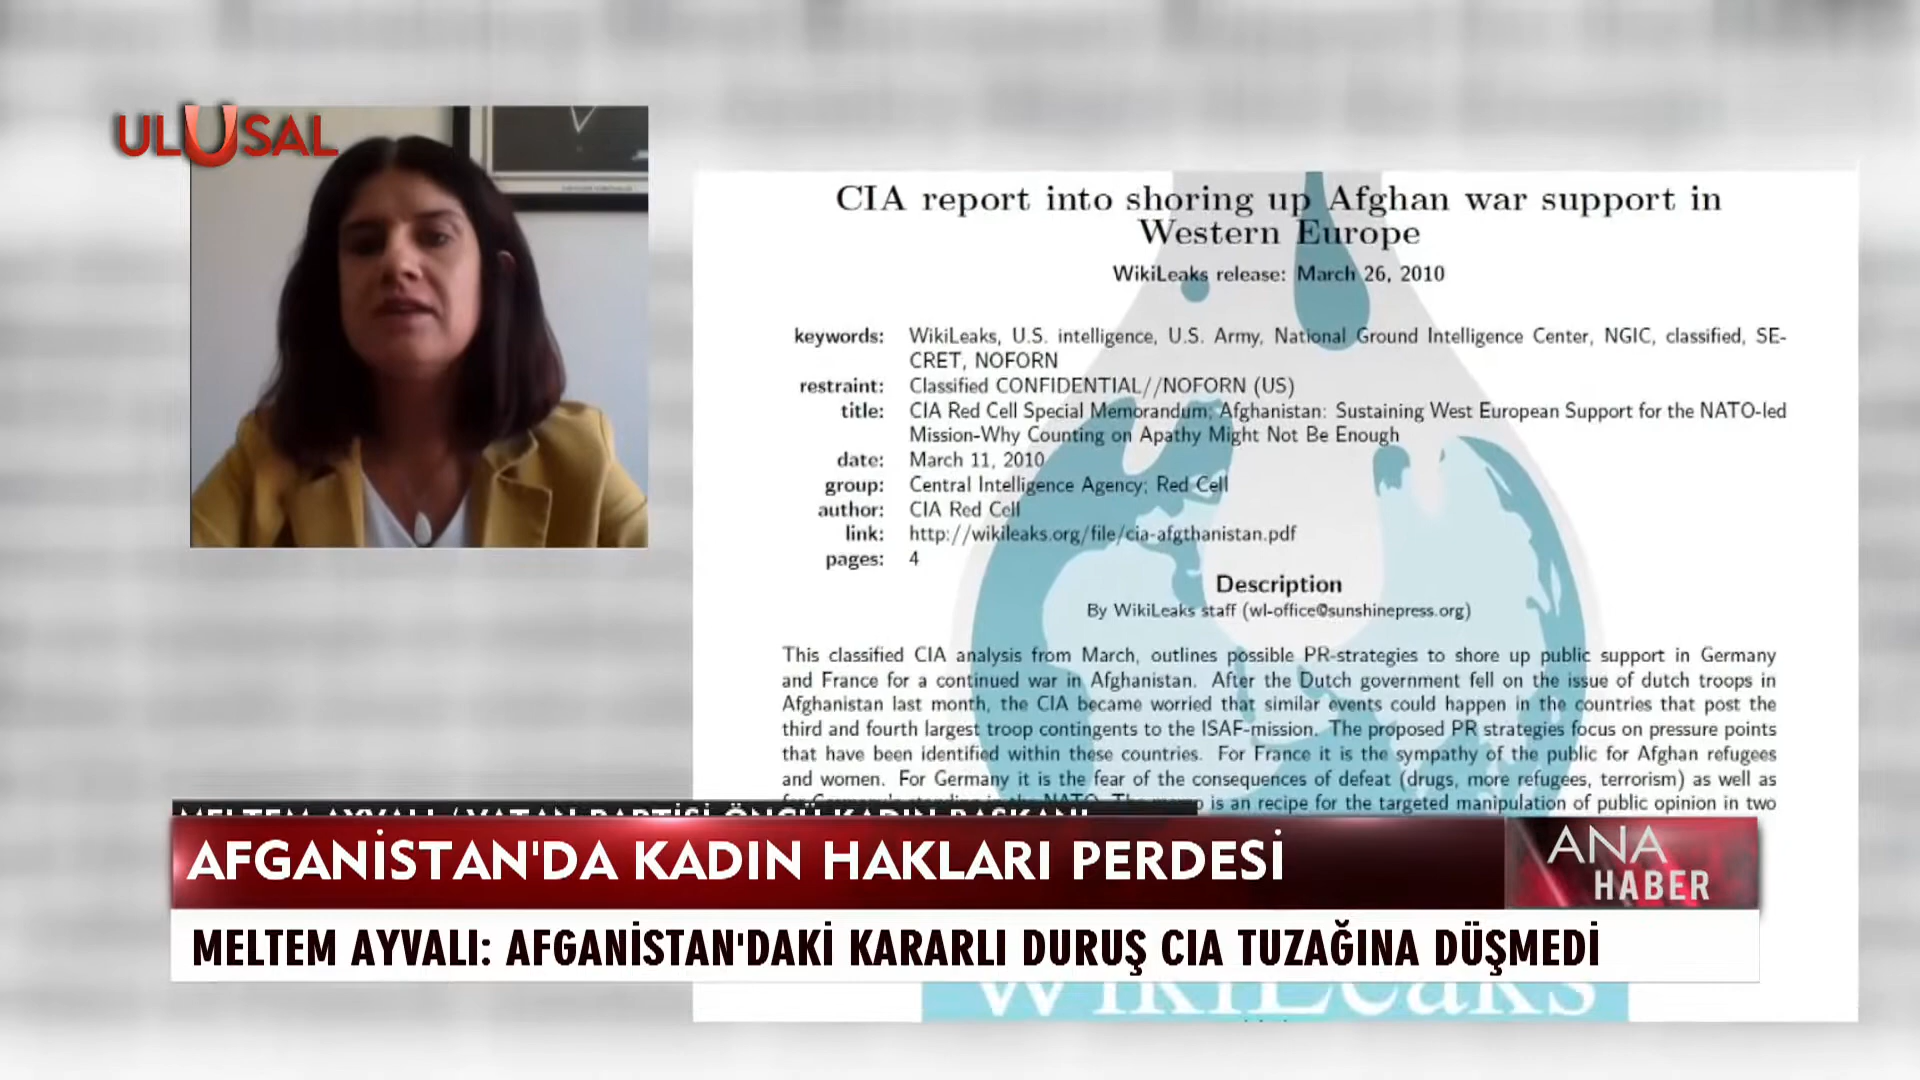 ULUSAL
CIA report into shoring up Afghan war support in
Western Europe
WikiLeaks release: March 26, 2010
keywords: WikiLeaks, U.S. intelligence, U.S. Army, National Ground Intelligence Center, NGIC, classified, SE-
CRET, NOFORN
restraint: Classified CONFIDENTIAL//NOFORN (US)
title: CIA Red Cell Special Memorandum; Afghanistan: Sustaining West European Support for the NATO-led
Mission-Why Counting on Apathy Might Not Be Enough
date: March 11, 2010
group: Central Intelligence Agency; Red Cell
author: CIA Red Cell
link: http://wikileaks.org/file/cia-afgthanistan.pdf
pages: 4
Description
By WikiLeaks staff (wl-office@sunshinepress.org)
This classified CIA analysis from March, outlines possible PR-strategies to shore up public support in Germany
and France for a continued war in Afghanistan. After the Dutch government fell on the issue of dutch troops in
Afghanistan last month, the CIA became worried that similar events could happen in the countries that post the
third and fourth largest troop contingents to the ISAF-mission. The proposed PR strategies focus on pressure points
that have been identified within these countries. For France it is the sympathy of the public for Afghan refugees
and women. For Germany it is the fear of the consequences of defeat (drugs, more refugees, terrorism) as well as
is an recipe for the targeted manipulation of public opinion in two
MELTEM AYVALI / VATAN PARTİSİ ÖNCÜ KADIN BAŞKANI
AFGANİSTAN'DA KADIN HAKLARI PERDESİ
ANA
HABER
MELTEM AYVALI: AFGANİSTAN'DAKİ KARARLI DURUŞ CIA TUZAĞINA DÜŞMEDİ
WikiLeaks